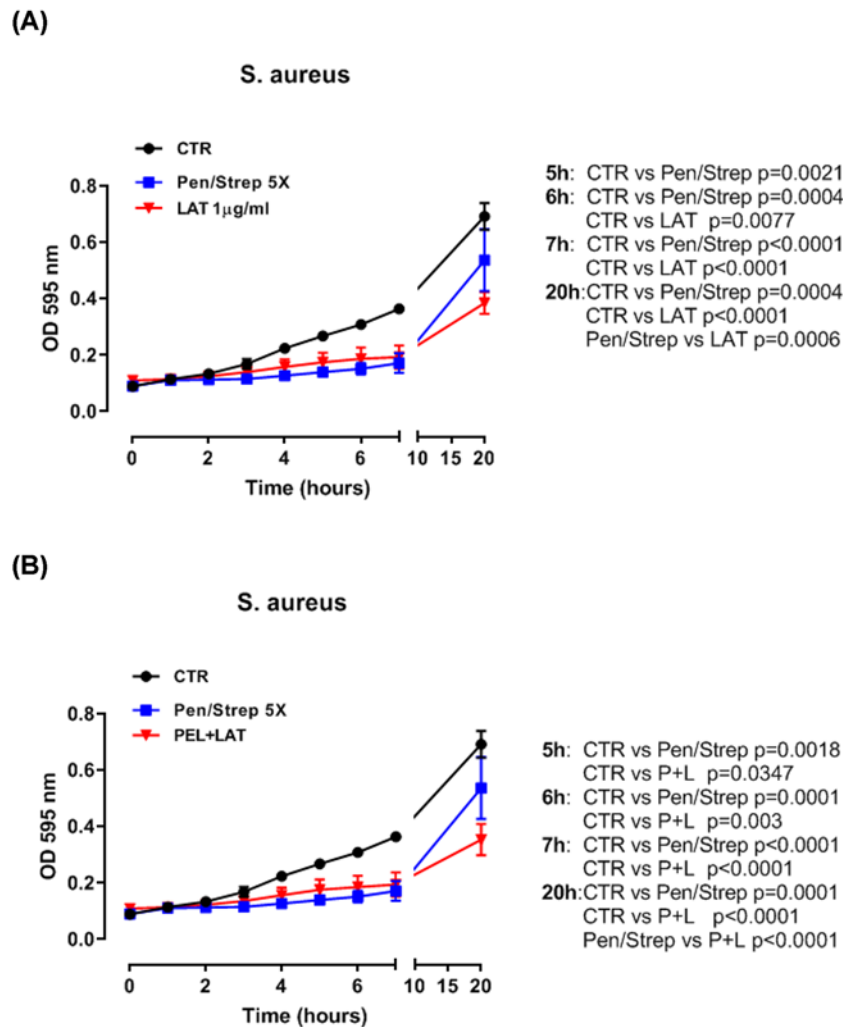 (A)
S. aureus
CTR
Pen/Strep 5X
LAT 1µg/ml
OD 595 nm
0.8
0.6
0.4
0.2
0.0
0 2 4 6 10 15 20
Time (hours)
5h: CTR vs Pen/Strep p=0.0021
6h: CTR vs Pen/Strep p=0.0004
CTR vs LAT p=0.0077
7h: CTR vs Pen/Strep p<0.0001
CTR vs LAT p<0.0001
20h:CTR vs Pen/Strep p=0.0004
CTR vs LAT p<0.0001
Pen/Strep vs LAT p=0.0006
(B)
S. aureus
CTR
Pen/Strep 5X
PEL+LAT
OD 595 nm
0.8
0.6
0.4
0.2
0.0
0 2 4 6 10 15 20
Time (hours)
5h: CTR vs Pen/Strep p=0.0018
CTR vs P+L p=0.0347
6h: CTR vs Pen/Strep p=0.0001
CTR vs P+L p=0.003
7h: CTR vs Pen/Strep p<0.0001
CTR vs P+L p<0.0001
20h:CTR vs Pen/Strep p=0.0001
CTR vs P+L p<0.0001
Pen/Strep vs P+L p<0.0001